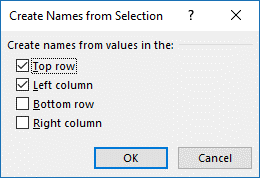 Create Names from Selection ? ×
Create names from values in the:
Top row
Left column
Bottom row
Right column
OK Cancel